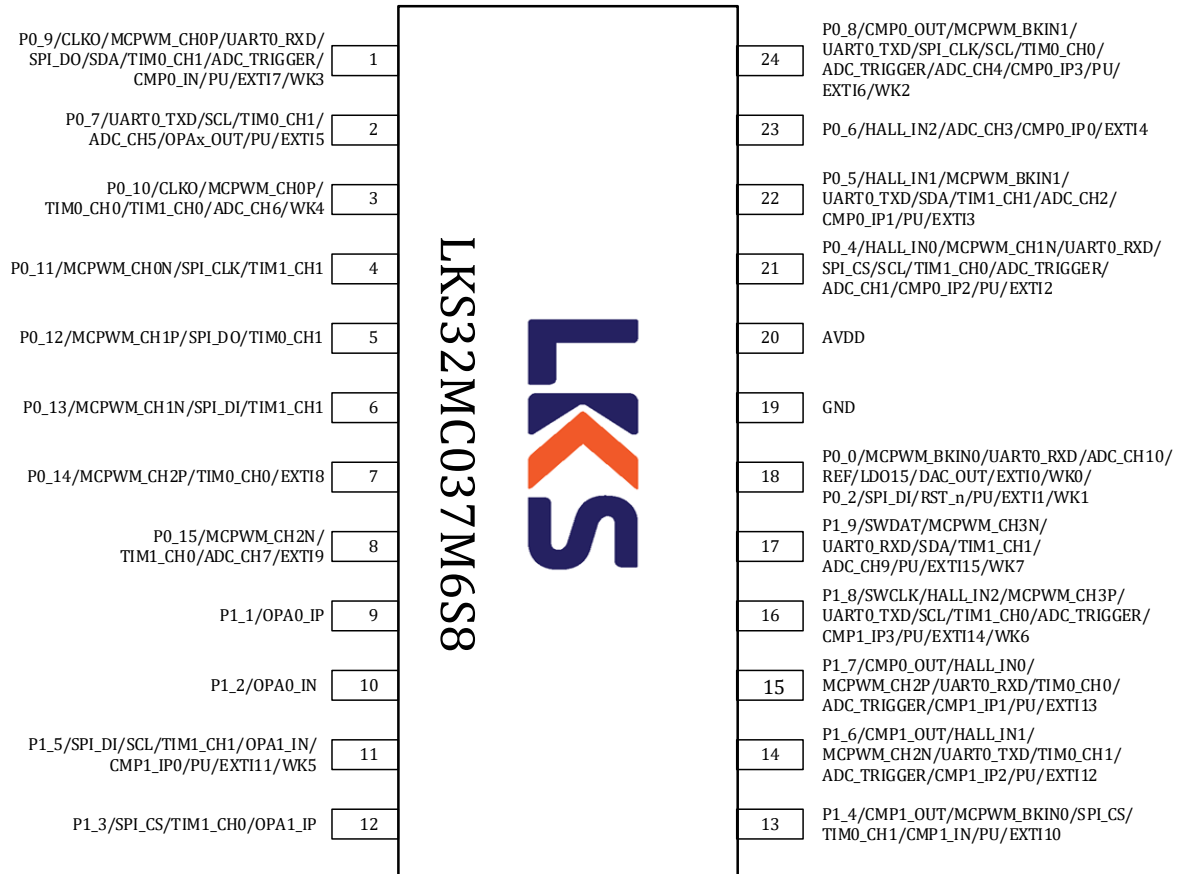 P0_9/CLKO/MCPWM_CH0P/UART0_RXD/
SPI_DO/SDA/TIM0_CH1/ADC_TRIGGER/
CMP0_IN/PU/EXTI7/WK3
1
P0_7/UART0_TXD/SCL/TIM0_CH1/
ADC_CH5/OPAx_OUT/PU/EXTI5
2
P0_10/CLKO/MCPWM_CH0P/
TIM0_CH0/TIM1_CH0/ADC_CH6/WK4
3
P0_11/MCPWM_CH0N/SPI_CLK/TIM1_CH1
4
P0_12/MCPWM_CH1P/SPI_DO/TIM0_CH1
5
P0_13/MCPWM_CH1N/SPI_DI/TIM1_CH1
6
P0_14/MCPWM_CH2P/TIM0_CH0/EXTI8
7
P0_15/MCPWM_CH2N/
TIM1_CH0/ADC_CH7/EXTI9
8
P1_1/OPA0_IP
9
P1_2/OPA0_IN
10
P1_5/SPI_DI/SCL/TIM1_CH1/OPA1_IN/
CMP1_IP0/PU/EXTI11/WK5
11
P1_3/SPI_CS/TIM1_CH0/OPA1_IP
12
LKS32MC037M6S8
LKS
24
P0_8/CMP0_OUT/MCPWM_BKIN1/
UART0_TXD/SPI_CLK/SCL/TIM0_CH0/
ADC_TRIGGER/ADC_CH4/CMP0_IP3/PU/
EXTI6/WK2
23
P0_6/HALL_IN2/ADC_CH3/CMP0_IP0/EXTI4
22
P0_5/HALL_IN1/MCPWM_BKIN1/
UART0_TXD/SDA/TIM1_CH1/ADC_CH2/
CMP0_IP1/PU/EXTI3
21
P0_4/HALL_IN0/MCPWM_CH1N/UART0_RXD/
SPI_CS/SCL/TIM1_CH0/ADC_TRIGGER/
ADC_CH1/CMP0_IP2/PU/EXTI2
20
AVDD
19
GND
18
P0_0/MCPWM_BKIN0/UART0_RXD/ADC_CH10/
REF/LDO15/DAC_OUT/EXTI0/WK0/
P0_2/SPI_DI/RST_n/PU/EXTI1/WK1
17
P1_9/SWDAT/MCPWM_CH3N/
UART0_RXD/SDA/TIM1_CH1/
ADC_CH9/PU/EXTI15/WK7
16
P1_8/SWCLK/HALL_IN2/MCPWM_CH3P/
UART0_TXD/SCL/TIM1_CH0/ADC_TRIGGER/
CMP1_IP3/PU/EXTI14/WK6
15
P1_7/CMP0_OUT/HALL_IN0/
MCPWM_CH2P/UART0_RXD/TIM0_CH0/
ADC_TRIGGER/CMP1_IP1/PU/EXTI13
14
P1_6/CMP1_OUT/HALL_IN1/
MCPWM_CH2N/UART0_TXD/TIM0_CH1/
ADC_TRIGGER/CMP1_IP2/PU/EXTI12
13
P1_4/CMP1_OUT/MCPWM_BKIN0/SPI_CS/
TIM0_CH1/CMP1_IN/PU/EXTI10